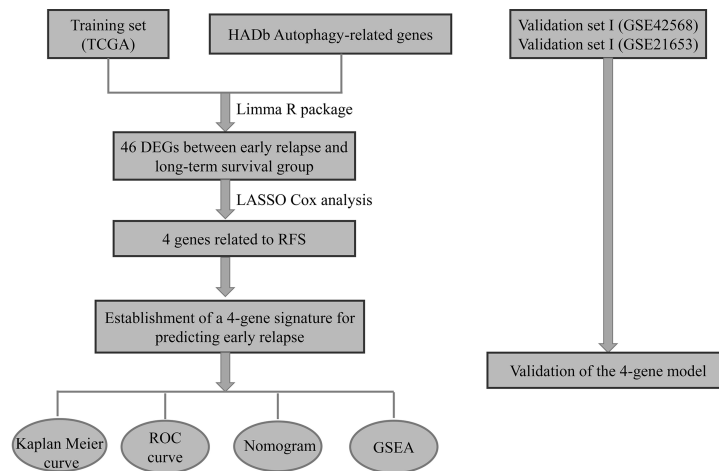 Training set
(TCGA)
HADb Autophagy-related genes
Limma R package
46 DEGs between early relapse and
long-term survival group
LASSO Cox analysis
4 genes related to RFS
Establishment of a 4-gene signature for
predicting early relapse
Kaplan Meier
curve
ROC
curve
Nomogram
GSEA
Validation set I (GSE42568)
Validation set I (GSE21653)
Validation of the 4-gene model